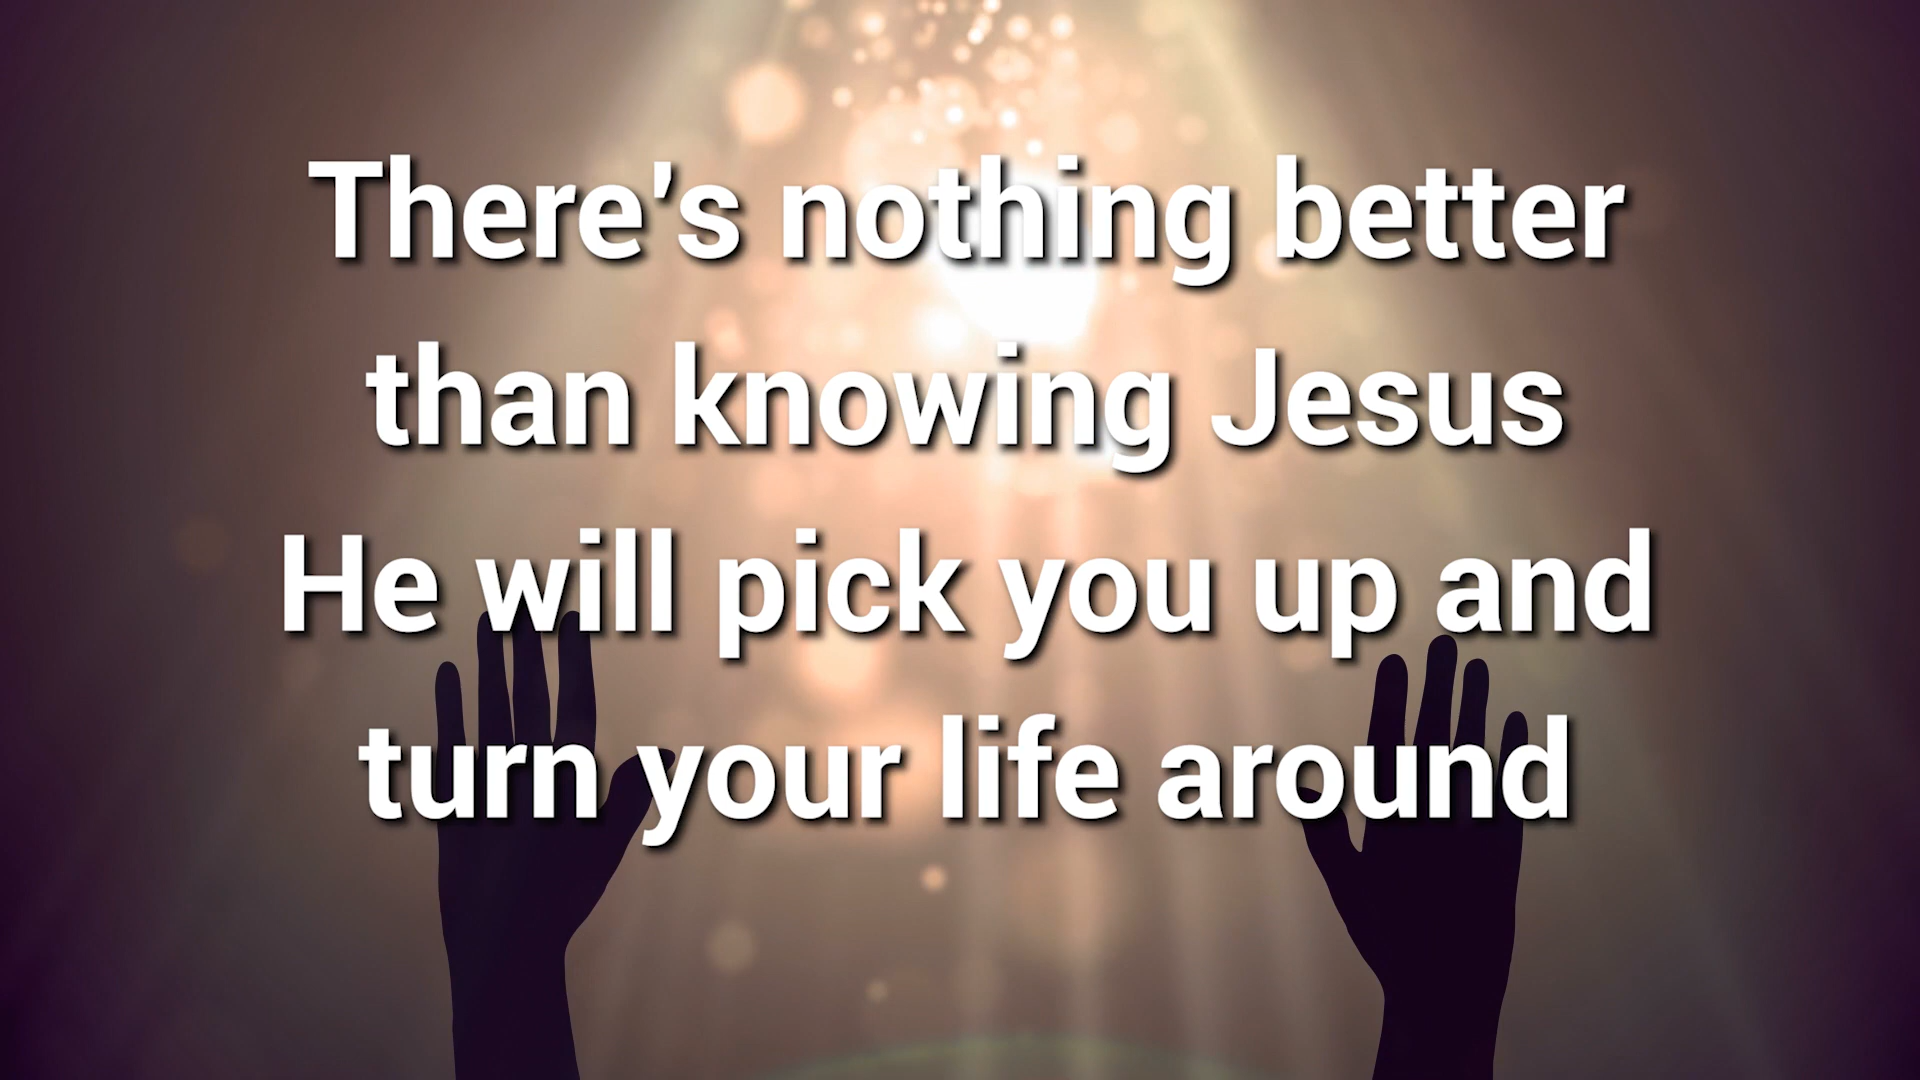 There's nothing better
than knowing Jesus
He will pick you up and
turn your life around